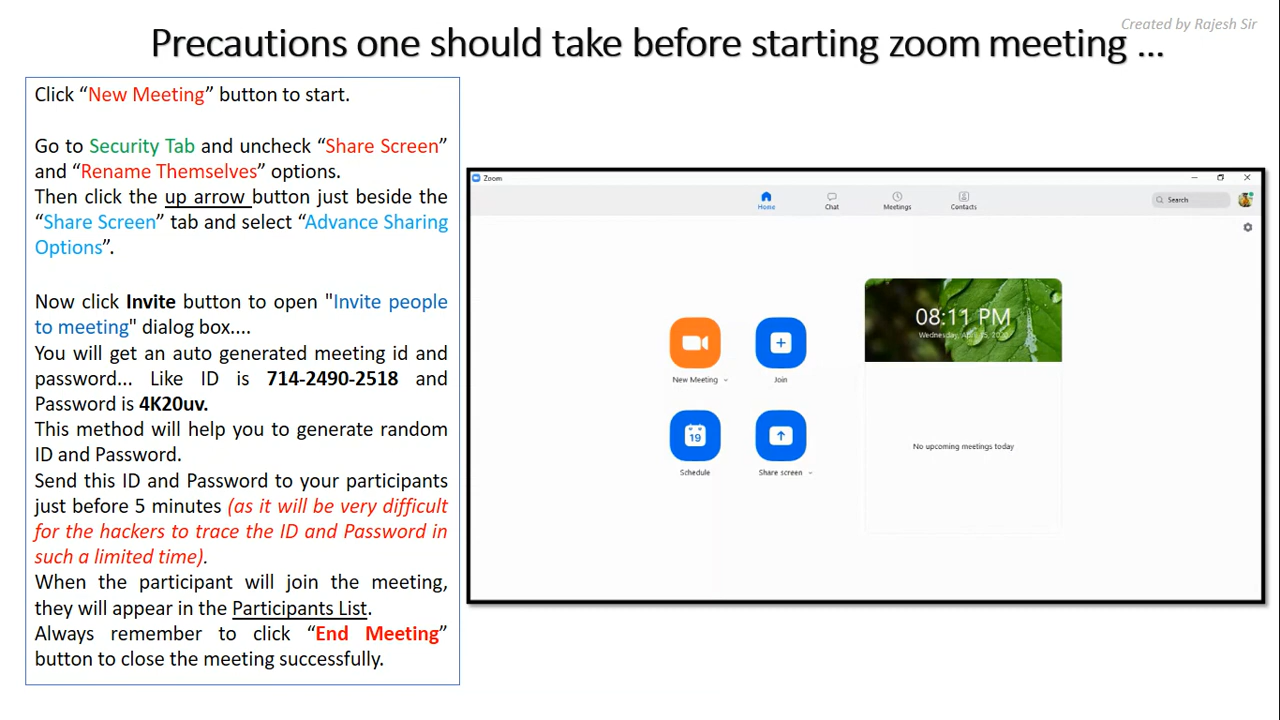 Created by Rajesh Sir
Precautions one should take before starting zoom meeting ...
Click “New Meeting” button to start.
Go to Security Tab and uncheck “Share Screen”
and “Rename Themselves” options.
Then click the up arrow button just beside the
“Share Screen” tab and select “Advance Sharing
Options”.
Now click Invite button to open "Invite people
to meeting" dialog box....
You will get an auto generated meeting id and
password... Like ID is 714-2490-2518 and
Password is 4K20uv.
This method will help you to generate random
ID and Password.
Send this ID and Password to your participants
just before 5 minutes (as it will be very difficult
for the hackers to trace the ID and Password in
such a limited time).
When the participant will join the meeting,
they will appear in the Participants List.
Always remember to click “End Meeting”
button to close the meeting successfully.
Zoom
Home
Chat
Meetings
Contacts
Search
08:11 PM
Wednesday, April 15,
New Meeting
Join
19
Schedule
Share screen
No upcoming meetings today